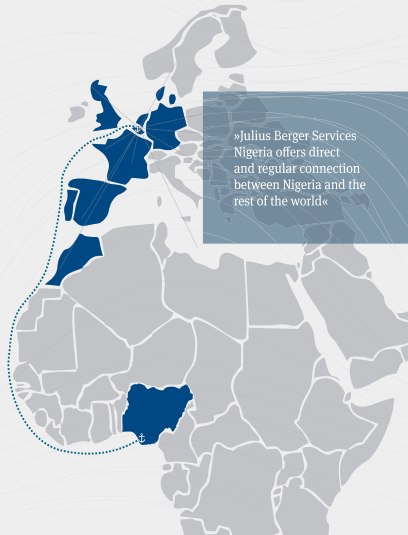 »Julius Berger Services
Nigeria offers direct
and regular connection
between Nigeria and the
rest of the world«